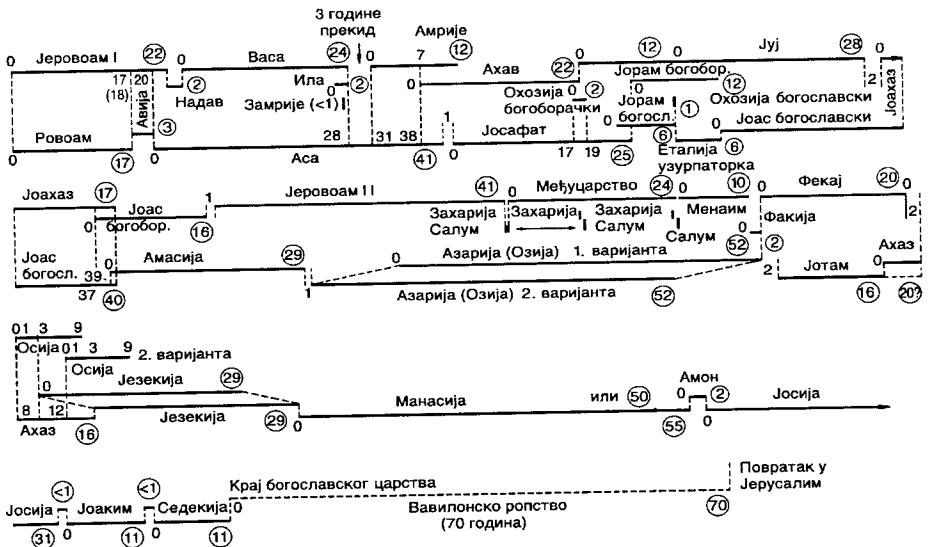 3 године
прекид
0 Јеровоам I 22 Васа 24 0 7 Амрије 12 12 0 Јуј 28 0
17 20 2 Ила 2 0 Ахав 22 Јорам богобор. 2
(18) Авија Надав 0 Охозија 2 0 12 Јоахаз
Замрије (<1) богоборачки Јорам Охозија богословски
3 28 31 38 1 богосл. 1 Јоас богословски
Ровоам Јосафат 0 0
0 17 0 Аса 41 0 17 19 25 6 6
Еталија
узурпаторка
Јоахаз 17 1 Јеровоам II 41 0 Међуцарство 24 0 10 0 Фекај 20 0
0 Јоас Захарија Захарија Захарија Менаим 2
богобор. 16 Салум Салум Салум 0 Факија
Јоас 0 Амасија 29 0 Азарија (Озија) 1. варијанта 52 2 Ахаз
богосл. 39 0
37 40 1 Азарија (Озија) 2. варијанта 52 2 Јотам 16 20?
01 3 9
Осија 01 3 9 2. варијанта
Осија
0 Језекија 29 Амон
8 12 0 Манасија или 50 0 2 Јосија
Ахаз 16 Језекија 29 55 0
Крај богославског царства Повратак у
<1 <1 0 Јерусалим
Јосија Јоаким Седекија Вавилонско ропство 70
31 0 11 0 11 (70 година)